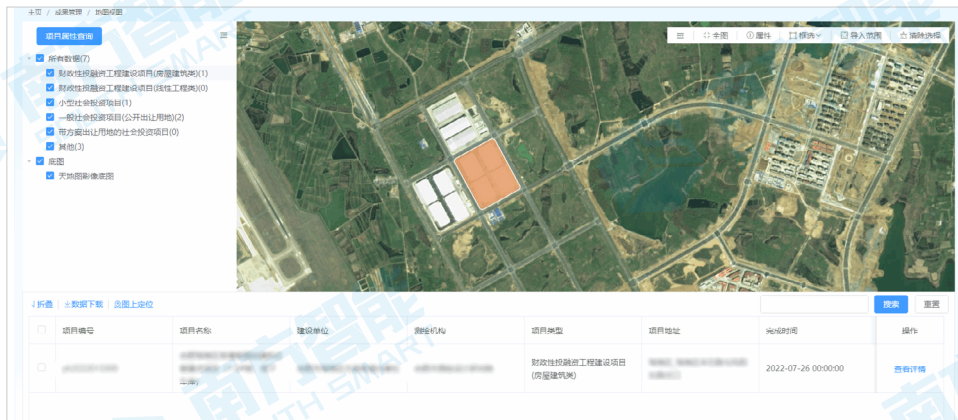 主页 / 成果管理 / 地图视图
项目属性查询
全图 属性 框选 导入范围 清除选择
所有数据(7)
财政性投融资工程建设项目(房屋建筑类)(1)
财政性投融资工程建设项目(线性工程类)(0)
小型社会投资项目(1)
一般社会投资项目(公开出让用地)(2)
带方案出让用地的社会投资项目(0)
其他(3)
底图
天地图影像底图
折叠 数据下载 图上定位 搜索 重置
项目编号 项目名称 建设单位 测绘机构 项目类型 项目地址 完成时间 操作
财政性投融资工程建设项目
(房屋建筑类)
2022-07-26 00:00:00 查看详情
南方智能
SOUTH SMART